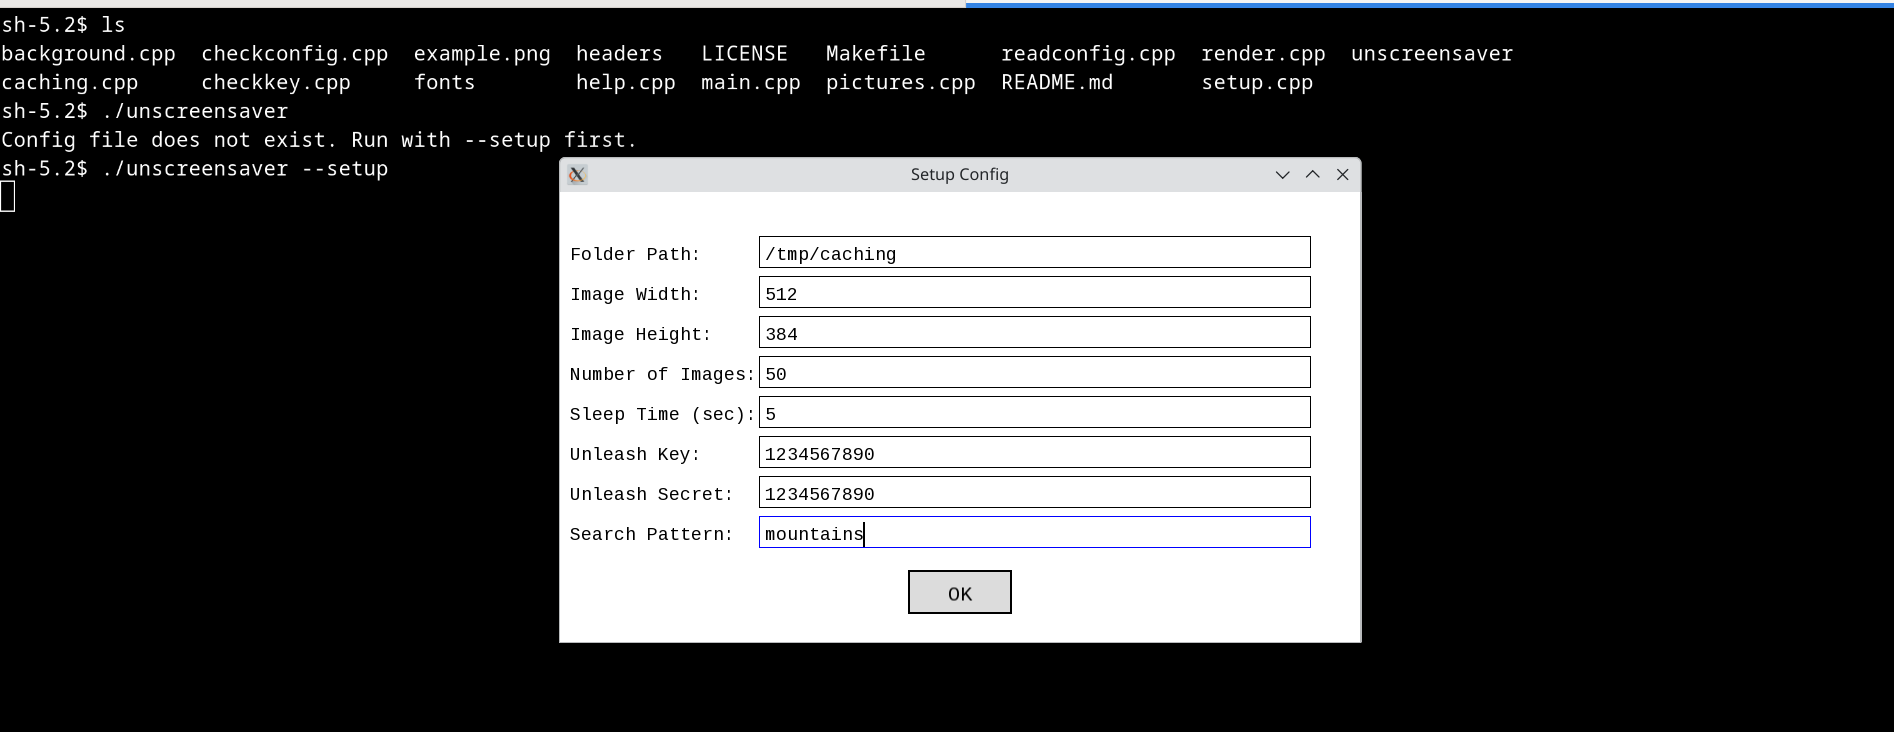 sh-5.2$ ls
background.cpp  checkconfig.cpp  example.png  headers   LICENSE   Makefile      readconfig.cpp  render.cpp  unscreensaver
caching.cpp     checkkey.cpp     fonts        help.cpp  main.cpp  pictures.cpp  README.md       setup.cpp
sh-5.2$ ./unscreensaver
Config file does not exist. Run with --setup first.
sh-5.2$ ./unscreensaver --setup
Setup Config
Folder Path: /tmp/caching
Image Width: 512
Image Height: 384
Number of Images: 50
Sleep Time (sec): 5
Unleash Key: 1234567890
Unleash Secret: 1234567890
Search Pattern: mountains
OK